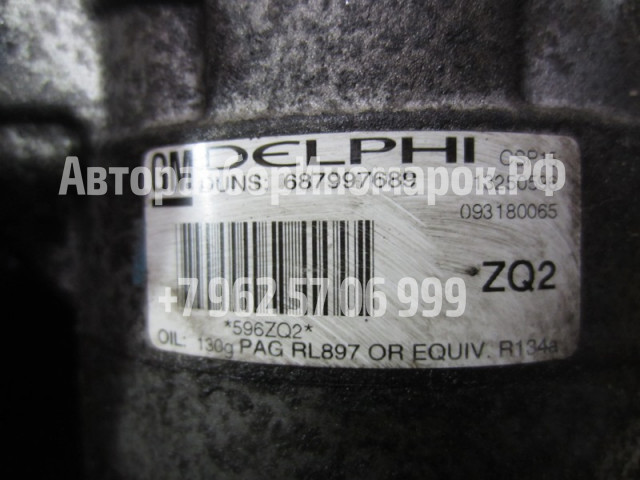 GM DELPHI
DUNS: 687997689
093180065
ZQ2
*596ZQ2*
OIL: 130g PAG RL897 OR EQUIV. R134a
+7 962 57 06 999